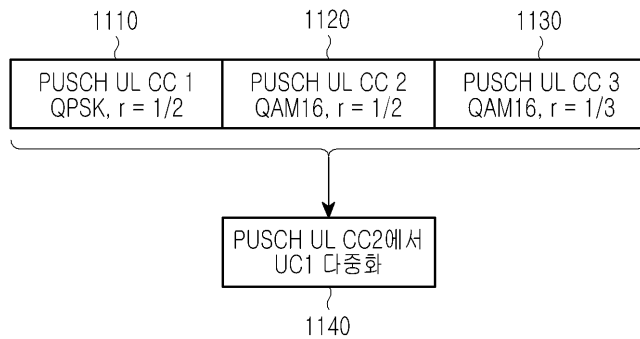 1110 1120 1130
PUSCH UL CC 1 PUSCH UL CC 2 PUSCH UL CC 3
QPSK, r = 1/2 QAM16, r = 1/2 QAM16, r = 1/3
PUSCH UL CC2에서
UC1 다중화
1140